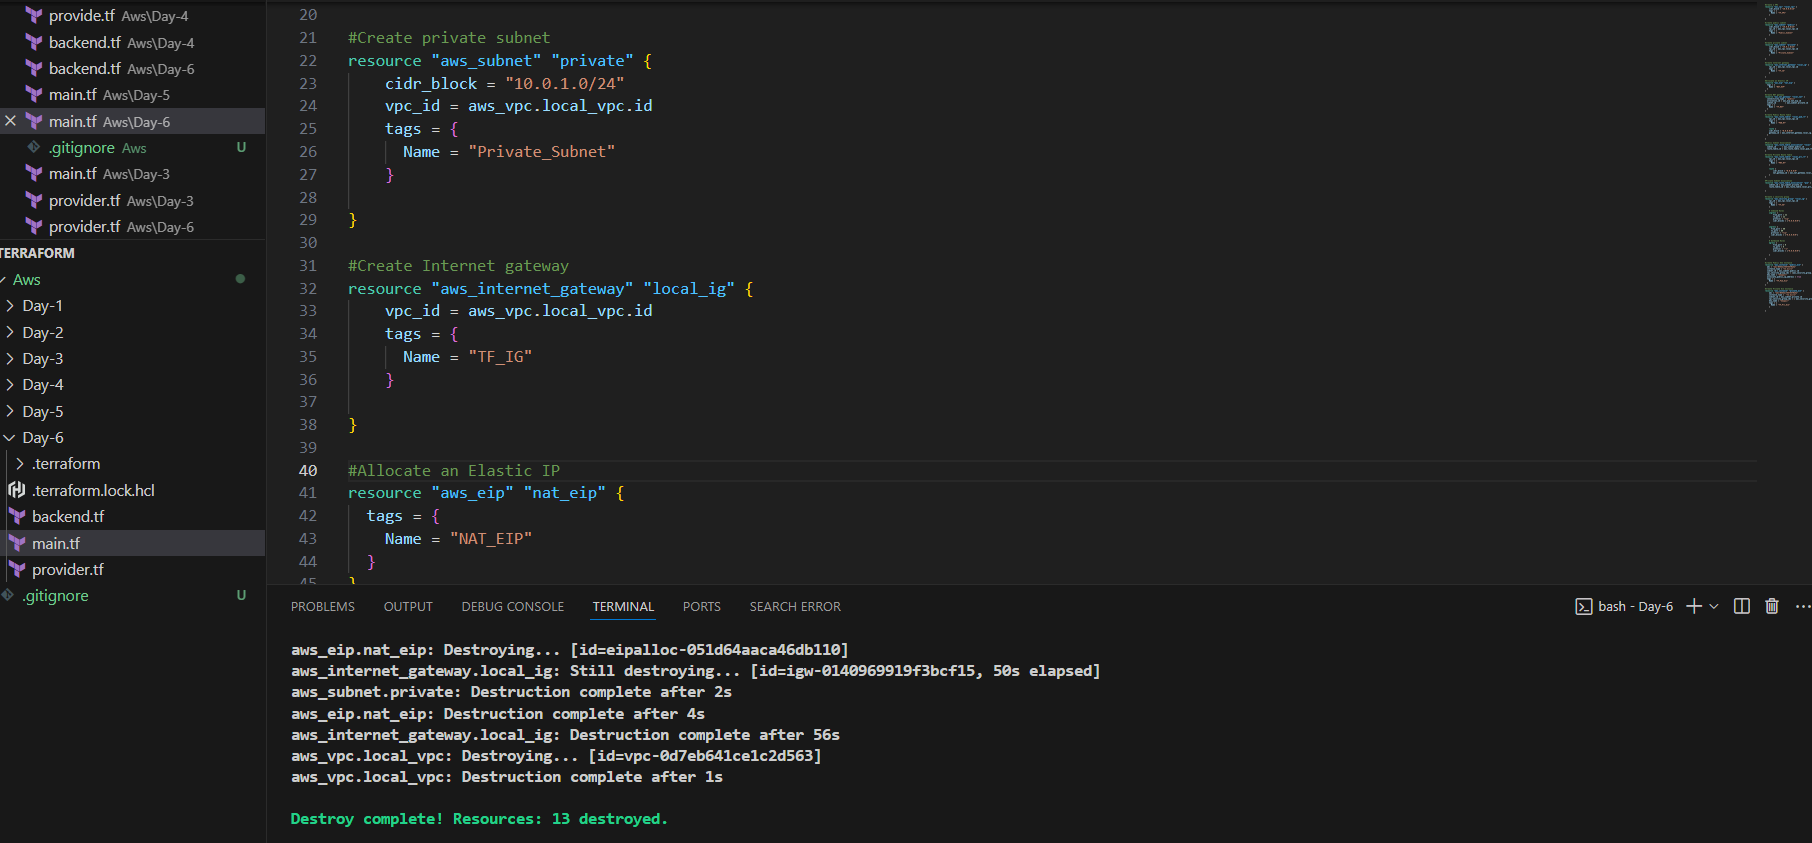 provide.tf Aws\Day-4
backend.tf Aws\Day-4
backend.tf Aws\Day-6
main.tf Aws\Day-5
main.tf Aws\Day-6
.gitignore Aws U
main.tf Aws\Day-3
provider.tf Aws\Day-3
provider.tf Aws\Day-6
TERRAFORM
Aws
Day-1
Day-2
Day-3
Day-4
Day-5
Day-6
.terraform
.terraform.lock.hcl
backend.tf
main.tf
provider.tf
.gitignore U
20
21 #Create private subnet
22 resource "aws_subnet" "private" {
23 cidr_block = "10.0.1.0/24"
24 vpc_id = aws_vpc.local_vpc.id
25 tags = {
26 Name = "Private_Subnet"
27 }
28
29 }
30
31 #Create Internet gateway
32 resource "aws_internet_gateway" "local_ig" {
33 vpc_id = aws_vpc.local_vpc.id
34 tags = {
35 Name = "TF_IG"
36 }
37
38 }
39
40 #Allocate an Elastic IP
41 resource "aws_eip" "nat_eip" {
42 tags = {
43 Name = "NAT_EIP"
44 }
45 }
PROBLEMS OUTPUT DEBUG CONSOLE TERMINAL PORTS SEARCH ERROR bash - Day-6
aws_eip.nat_eip: Destroying... [id=eipalloc-051d64aaca46db110]
aws_internet_gateway.local_ig: Still destroying... [id=igw-0140969919f3bcf15, 50s elapsed]
aws_subnet.private: Destruction complete after 2s
aws_eip.nat_eip: Destruction complete after 4s
aws_internet_gateway.local_ig: Destruction complete after 56s
aws_vpc.local_vpc: Destroying... [id=vpc-0d7eb641ce1c2d563]
aws_vpc.local_vpc: Destruction complete after 1s
Destroy complete! Resources: 13 destroyed.